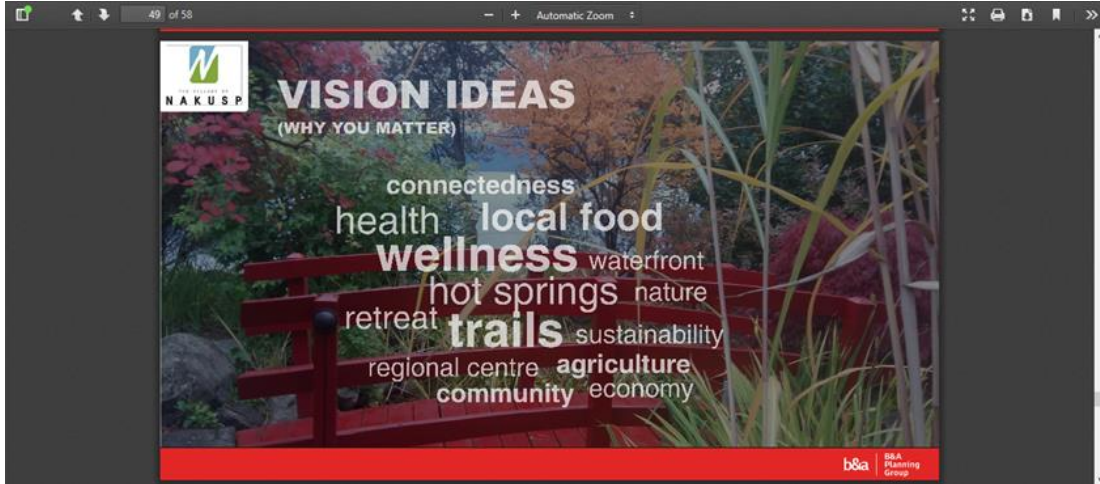 49 of 58
Automatic Zoom
THE VILLAGE OF
NAKUSP
VISION IDEAS
(WHY YOU MATTER)
connectedness
health local food
wellness waterfront
hot springs nature
retreat trails sustainability
regional centre agriculture
community economy
b&a B&A
Planning
Group